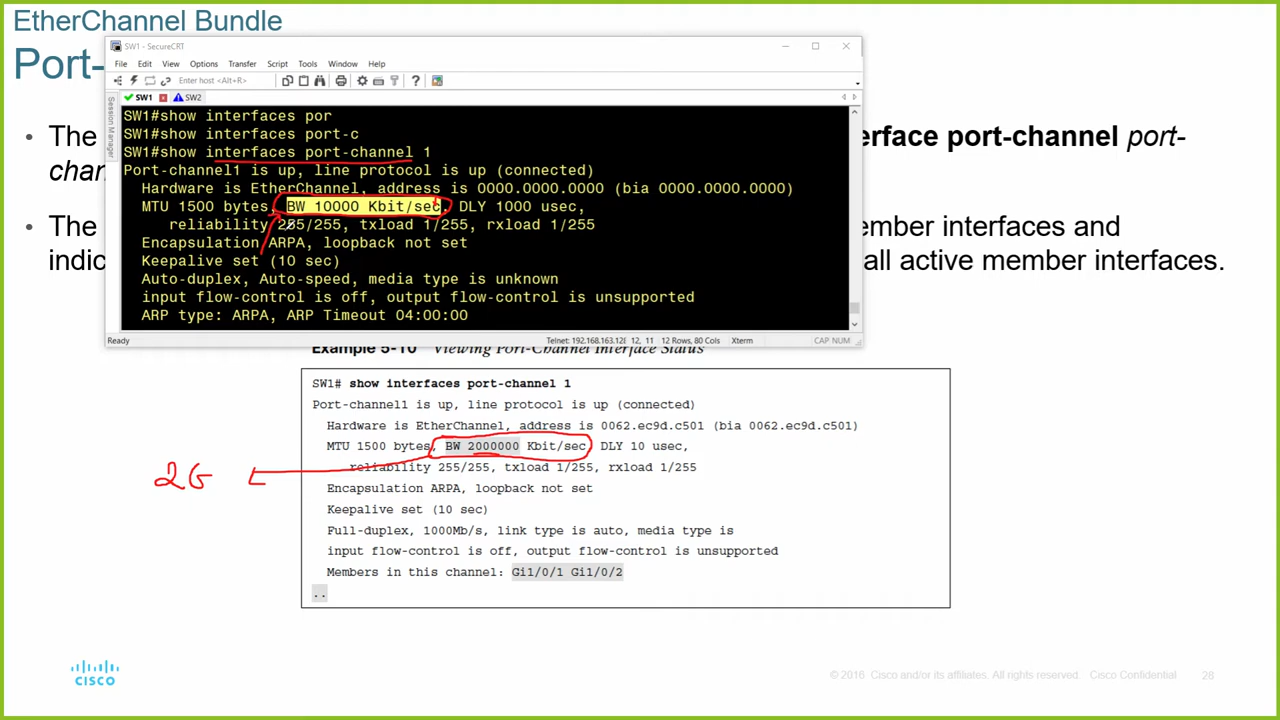 EtherChannel Bundle
Port-
SW1 - SecureCRT
File Edit View Options Transfer Script Tools Window Help
Enter host <Alt+R>
Session Manager
SW1 SW2
SW1#show interfaces por
SW1#show interfaces port-c
SW1#show interfaces port-channel 1
Port-channel1 is up, line protocol is up (connected)
Hardware is EtherChannel, address is 0000.0000.0000 (bia 0000.0000.0000)
MTU 1500 bytes, BW 10000 Kbit/sec, DLY 1000 usec,
reliability 255/255, txload 1/255, rxload 1/255
Encapsulation ARPA, loopback not set
Keepalive set (10 sec)
Auto-duplex, Auto-speed, media type is unknown
input flow-control is off, output flow-control is unsupported
ARP type: ARPA, ARP Timeout 04:00:00
Ready Telnet: 192.168.163.12 12, 11 12 Rows, 80 Cols Xterm CAP NUM
• The erface port-channel port-
chan
• The ember interfaces and
indic all active member interfaces.
Example 5-10 Viewing Port-Channel Interface Status
SW1# show interfaces port-channel 1
Port-channel1 is up, line protocol is up (connected)
Hardware is EtherChannel, address is 0062.ec9d.c501 (bia 0062.ec9d.c501)
MTU 1500 bytes, BW 2000000 Kbit/sec, DLY 10 usec,
2G
reliability 255/255, txload 1/255, rxload 1/255
Encapsulation ARPA, loopback not set
Keepalive set (10 sec)
Full-duplex, 1000Mb/s, link type is auto, media type is
input flow-control is off, output flow-control is unsupported
Members in this channel: Gi1/0/1 Gi1/0/2
..
CISCO
© 2016 Cisco and/or its affiliates. All rights reserved. Cisco Confidential 28